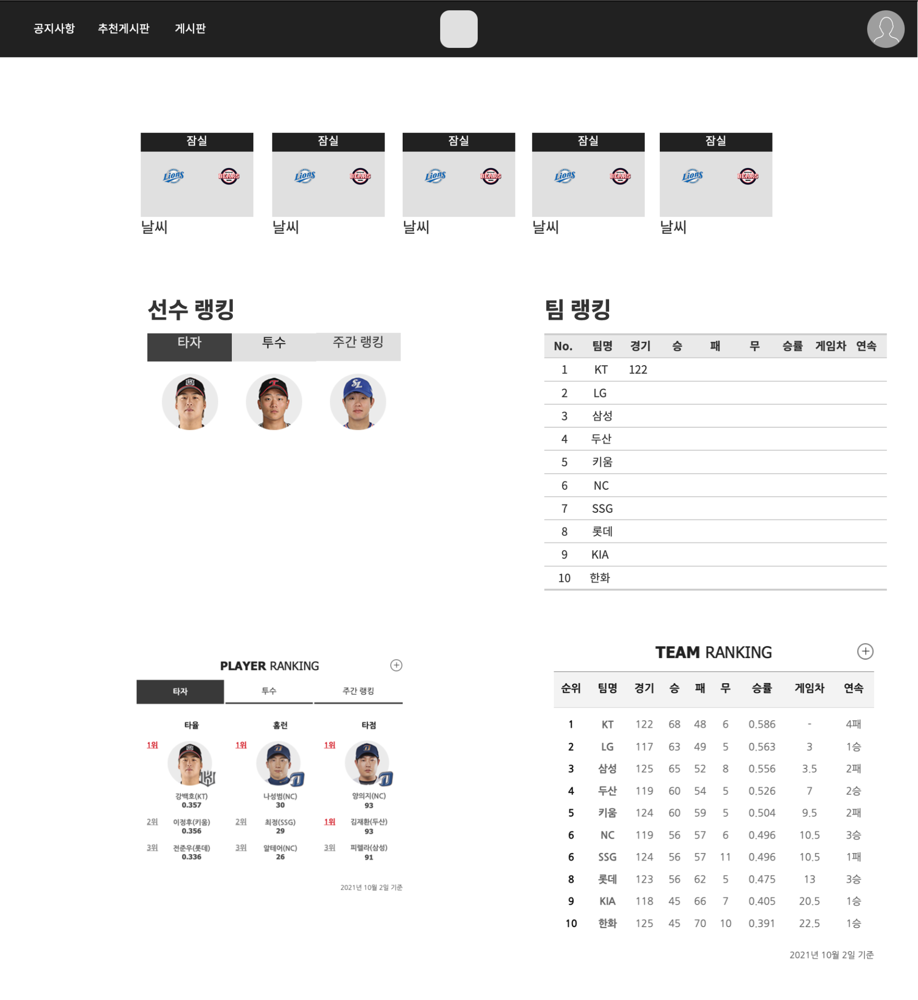 공지사항 추천게시판 게시판
잠실 잠실 잠실 잠실 잠실
Lions BEARS Lions BEARS Lions BEARS Lions BEARS Lions BEARS
날씨 날씨 날씨 날씨 날씨
선수 랭킹
타자 투수 주간 랭킹
팀 랭킹
No. 팀명 경기 승 패 무 승률 게임차 연속
1 KT 122
2 LG
3 삼성
4 두산
5 키움
6 NC
7 SSG
8 롯데
9 KIA
10 한화
PLAYER RANKING
타자 투수 주간 랭킹
타율 홈런 타점
1위 1위 1위
강백호(KT) 나성범(NC) 양의지(NC)
0.357 30 93
2위 이정후(키움) 2위 최정(SSG) 1위 김재환(두산)
0.356 29 93
3위 전준우(롯데) 3위 알테어(NC) 3위 피렐라(삼성)
0.336 26 91
2021년 10월 2일 기준
TEAM RANKING
순위 팀명 경기 승 패 무 승률 게임차 연속
1 KT 122 68 48 6 0.586 - 4패
2 LG 117 63 49 5 0.563 3 1승
3 삼성 125 65 52 8 0.556 3.5 2패
4 두산 119 60 54 5 0.526 7 2승
5 키움 124 60 59 5 0.504 9.5 2패
6 NC 119 56 57 6 0.496 10.5 3승
6 SSG 124 56 57 11 0.496 10.5 1패
8 롯데 123 56 62 5 0.475 13 3승
9 KIA 118 45 66 7 0.405 20.5 1승
10 한화 125 45 70 10 0.391 22.5 1승
2021년 10월 2일 기준